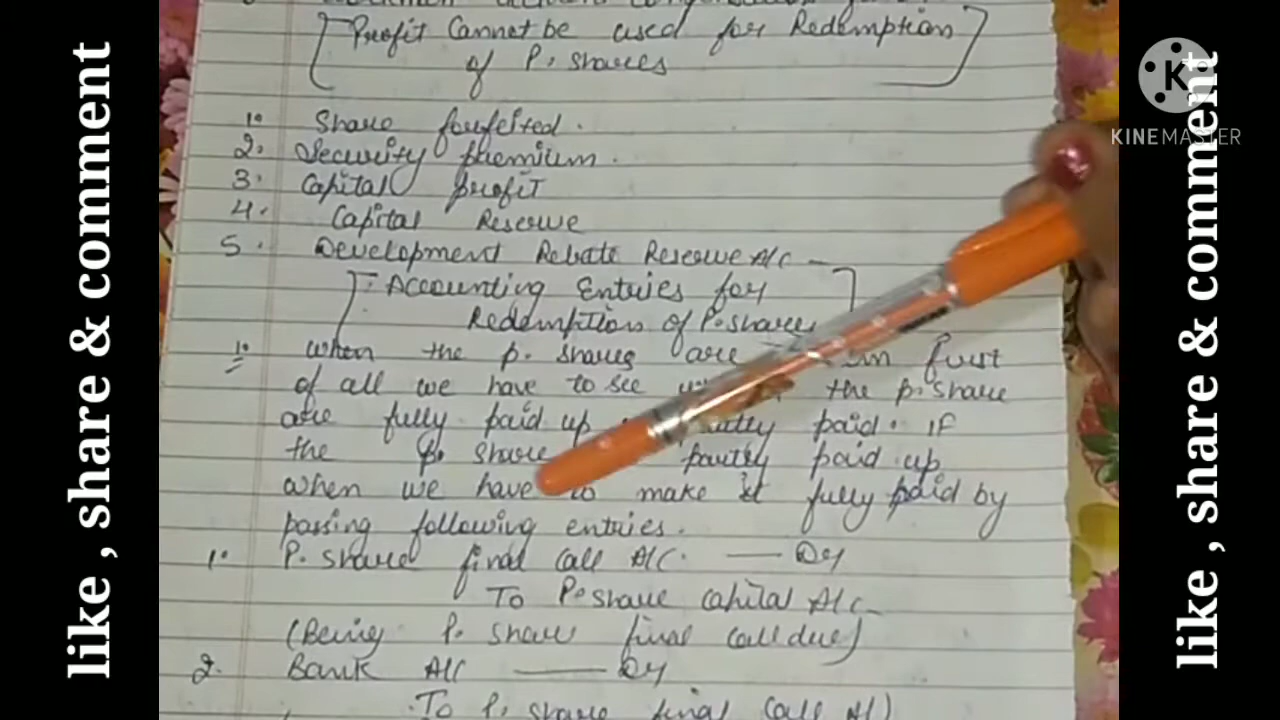 [Profit Cannot be used for Redemption
of P. shares]
1. Share forfeited.
2. Security premium.
3. Capital profit
4. Capital Reserve
5. Development Rebate Reserve A/C —
[: Accounting Entries for
Redemption of P. shares]
1. when the p. shares are first
of all we have to see the p. share
are fully paid up partly paid. if
the p. share partly paid up
when we have to make it fully paid by
passing following entries.
1. P. share final call A/C. — Dr
To P. share capital A/C —
(Being P. share final call due)
2. Bank A/C — Dr
To P. share final call A/C
like , share & comment
like , share & comment
K
KINEMASTER